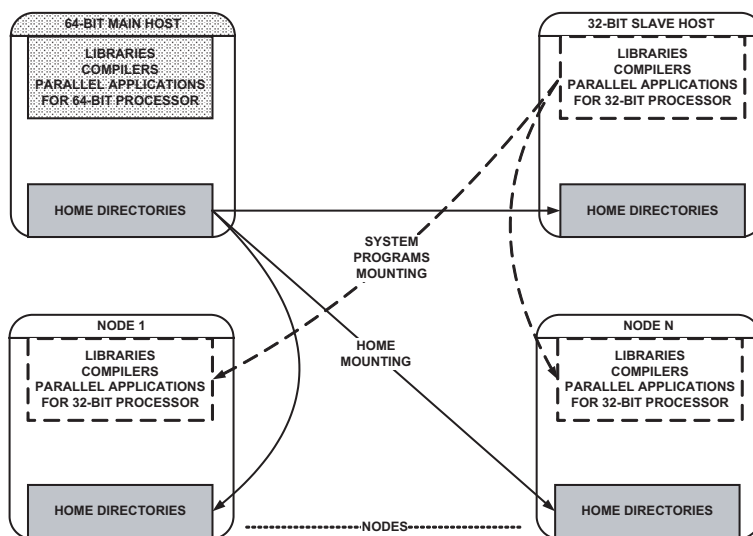 64-BIT MAIN HOST
LIBRARIES
COMPILERS
PARALLEL APPLICATIONS
FOR 64-BIT PROCESSOR
HOME DIRECTORIES
32-BIT SLAVE HOST
LIBRARIES
COMPILERS
PARALLEL APPLICATIONS
FOR 32-BIT PROCESSOR
HOME DIRECTORIES
SYSTEM
PROGRAMS
MOUNTING
HOME
MOUNTING
NODE 1
LIBRARIES
COMPILERS
PARALLEL APPLICATIONS
FOR 32-BIT PROCESSOR
HOME DIRECTORIES
NODES
NODE N
LIBRARIES
COMPILERS
PARALLEL APPLICATIONS
FOR 32-BIT PROCESSOR
HOME DIRECTORIES